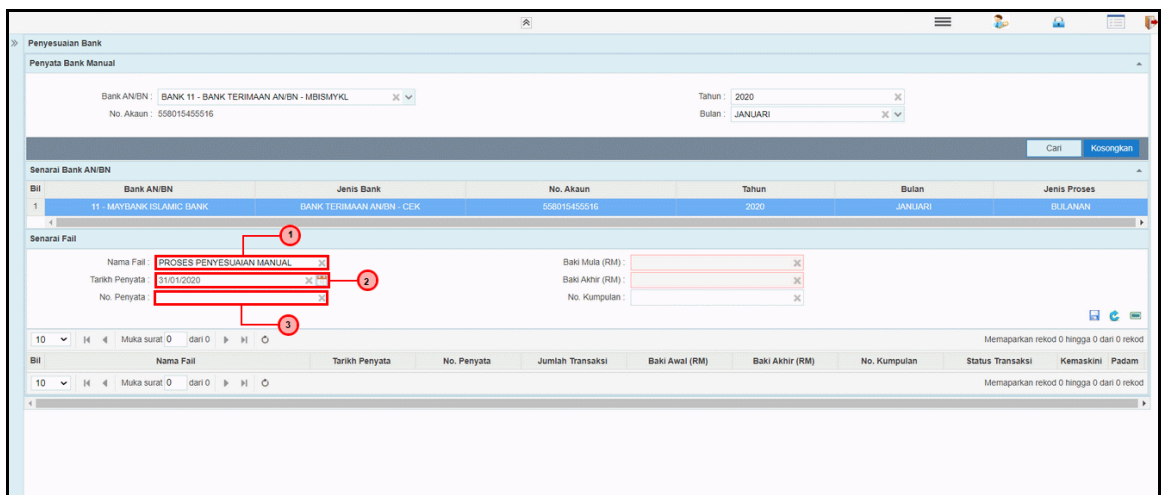 Penyesuaian Bank
Penyata Bank Manual
Bank AN/BN : BANK 11 - BANK TERIMAAN AN/BN - MBISMYKL Tahun : 2020
No. Akaun : 558015455516 Bulan : JANUARI
Cari Kosongkan
Senarai Bank AN/BN
Bil Bank AN/BN Jenis Bank No. Akaun Tahun Bulan Jenis Proses
1 11 - MAYBANK ISLAMIC BANK BANK TERIMAAN AN/BN - CEK 558015455516 2020 JANUARI BULANAN
Senarai Fail
1
Nama Fail : PROSES PENYESUAIAN MANUAL Baki Mula (RM) :
Tarikh Penyata : 31/01/2020 2 Baki Akhir (RM) :
No. Penyata : No. Kumpulan :
3
10 Muka surat 0 dari 0 Memaparkan rekod 0 hingga 0 dari 0 rekod
Bil Nama Fail Tarikh Penyata No. Penyata Jumlah Transaksi Baki Awal (RM) Baki Akhir (RM) No. Kumpulan Status Transaksi Kemaskini Padam
10 Muka surat 0 dari 0 Memaparkan rekod 0 hingga 0 dari 0 rekod